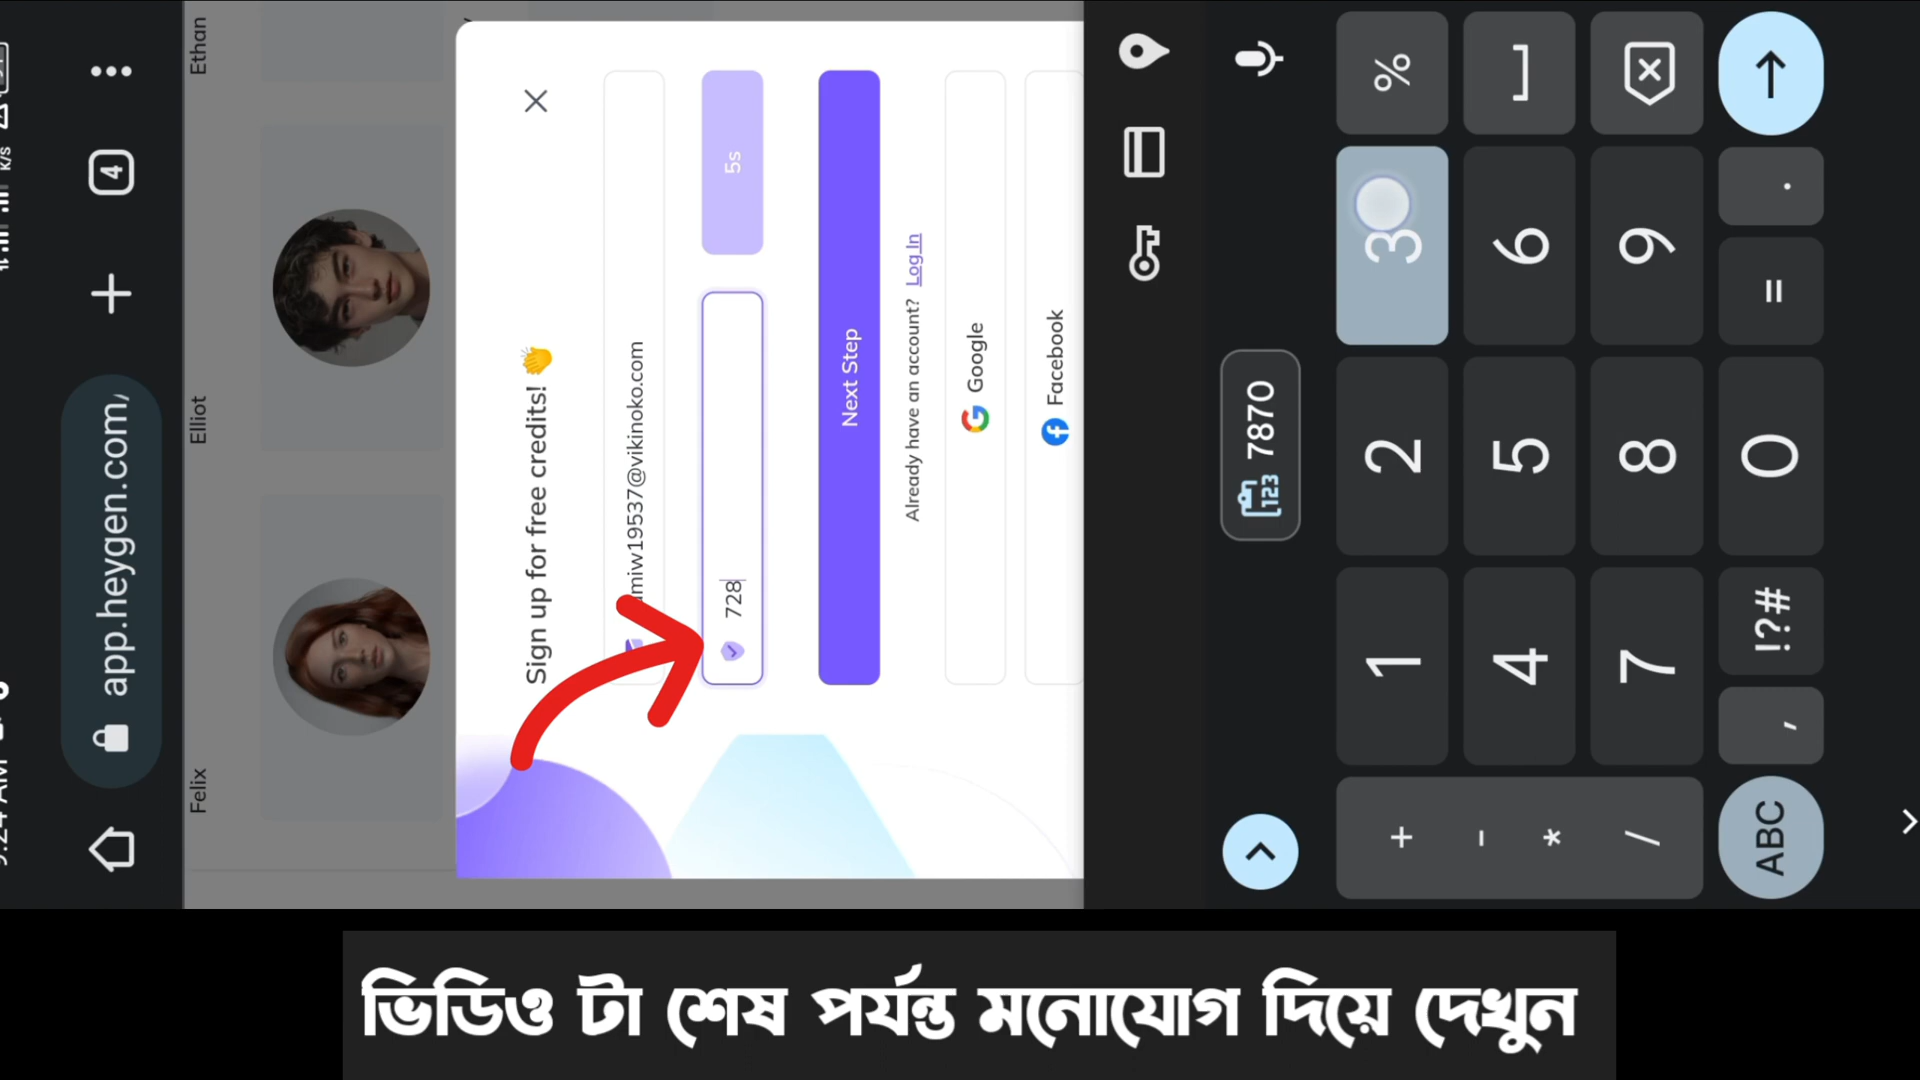 4
app.heygen.com/
Ethan
Elliot
Felix
Sign up for free credits! 👏
miw19537@vikinoko.com
728
5s
Next Step
Already have an account? Log In
Google
Facebook
7870
+ - * /
1 2 3 %
4 5 6
7 8 9
ABC , !?# 0 = .
ভিডিও টা শেষ পর্যন্ত মনোযোগ দিয়ে দেখুন